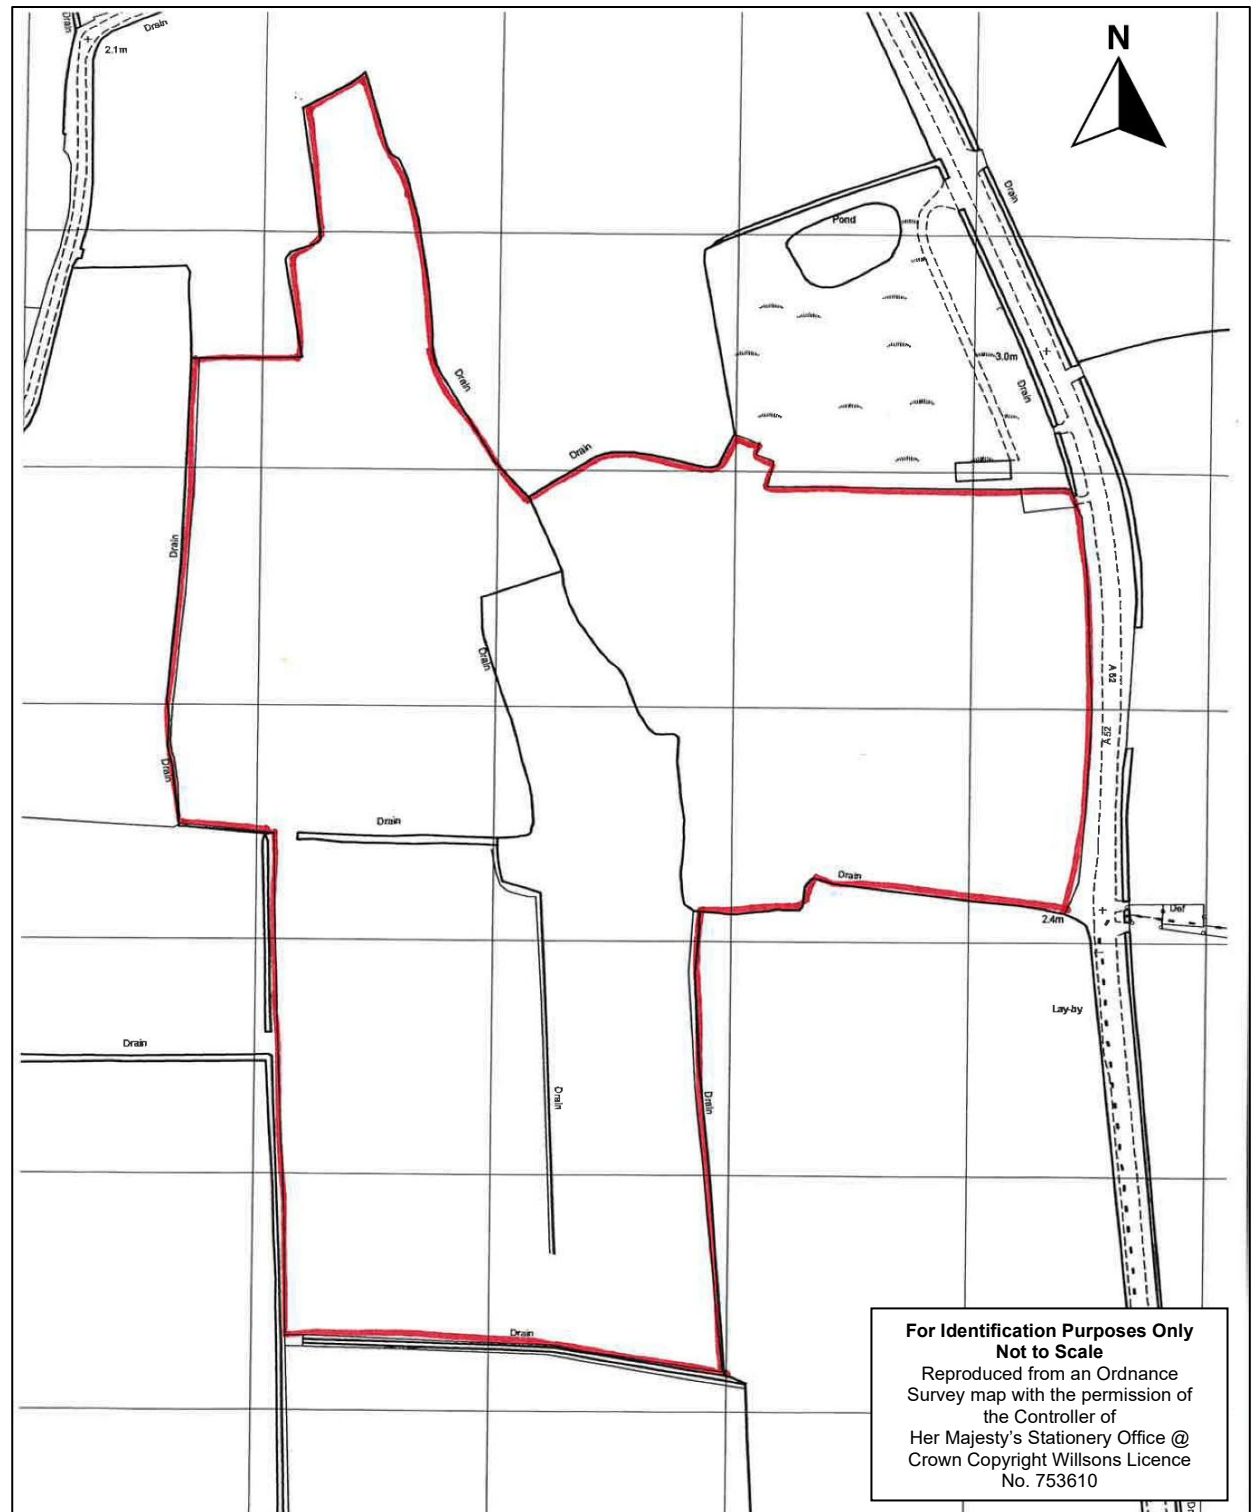 Drain
Drain
2.1m
N
Drain
Pond
3.0m
Drain
Drain
Drain
Drain
Drain
A 52
A 52
Drain
Drain
Drain
2.4m
Lay-by
Drain
Drain
Drain
Drain
For Identification Purposes Only
Not to Scale
Reproduced from an Ordnance
Survey map with the permission of
the Controller of
Her Majesty's Stationery Office @
Crown Copyright Willsons Licence
No. 753610